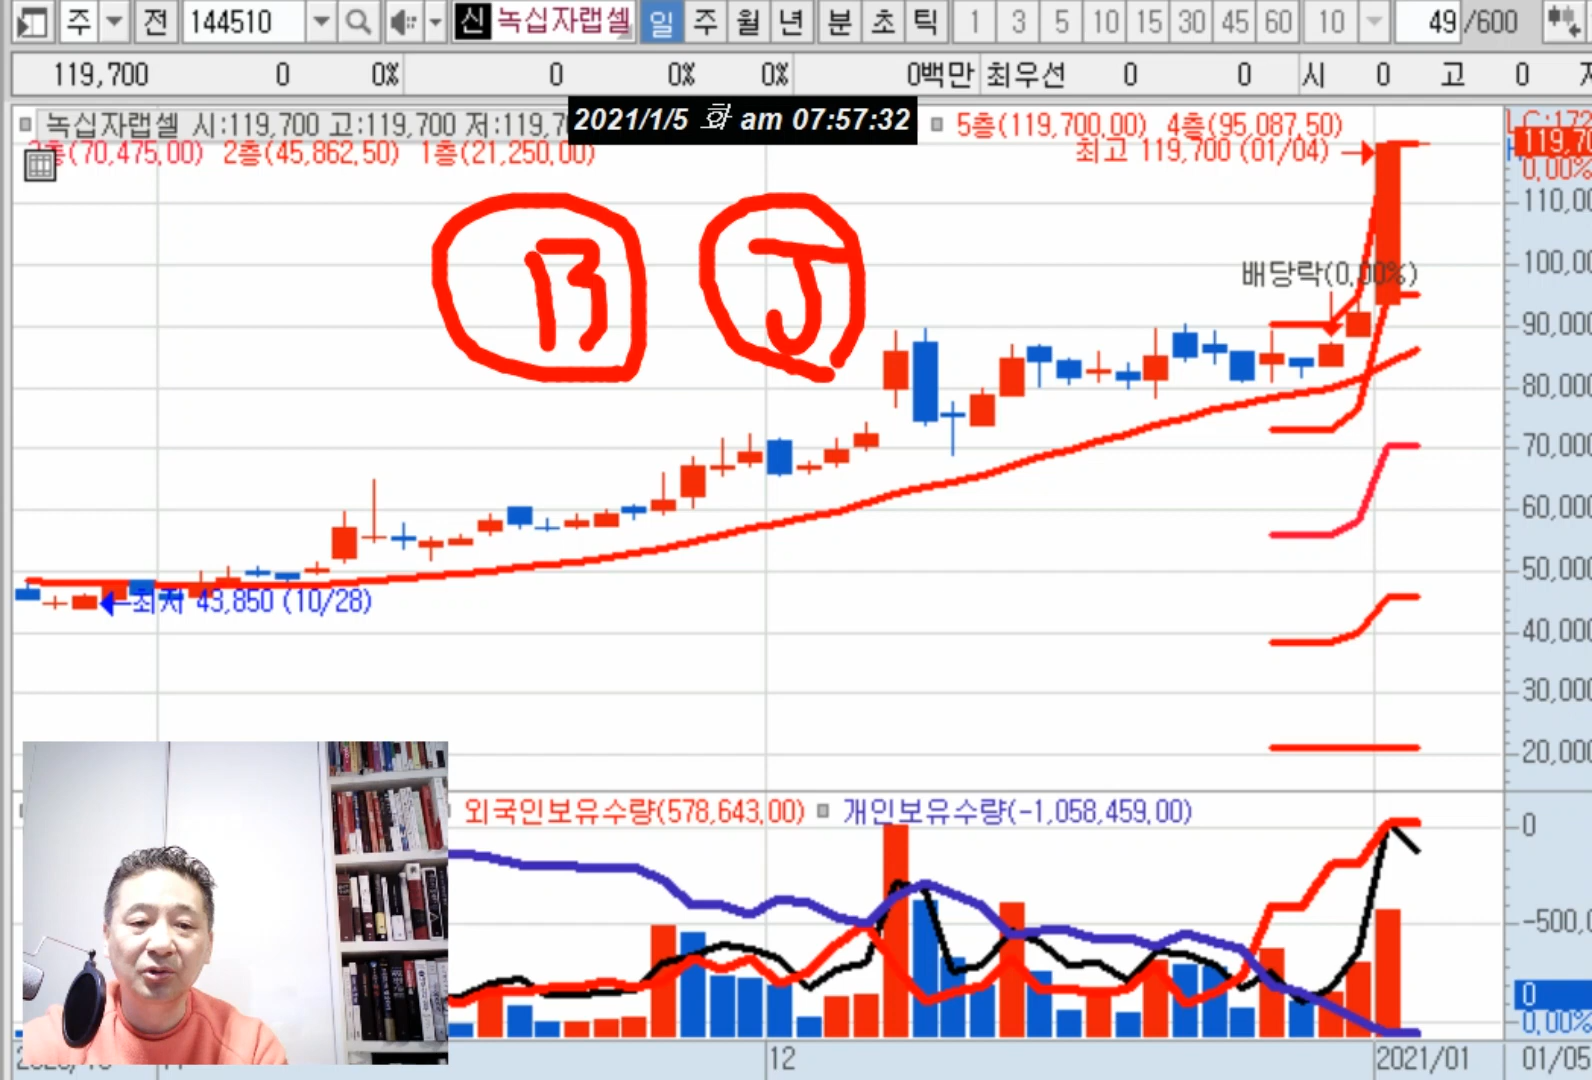 주 전 144510 신 녹십자랩셀 일 주 월 년 분 초 틱 1 3 5 10 15 30 45 60 10 49 /600
119,700 0 0% 0 0% 0% 0백만 최우선 0 0 시 0 고 0
녹십자랩셀 시:119,700 고:119,700 저:119,7
2021/1/5 화 am 07:57:32
5층(119,700,00) 4층(95,087,50)
층(70,475,00) 2층(45,862,50) 1층(21,250,00)
최고 119,700 (01/04)
119,70
0,00%
110,00
B J
배당락(0,00%)
100,00
90,000
80,000
70,000
60,000
50,000
최저 43,850 (10/28)
40,000
30,000
20,000
외국인보유수량(578,643,00) 개인보유수량(-1,058,459,00)
0
-500,0
0
0,00%
12 2021/01 01/05